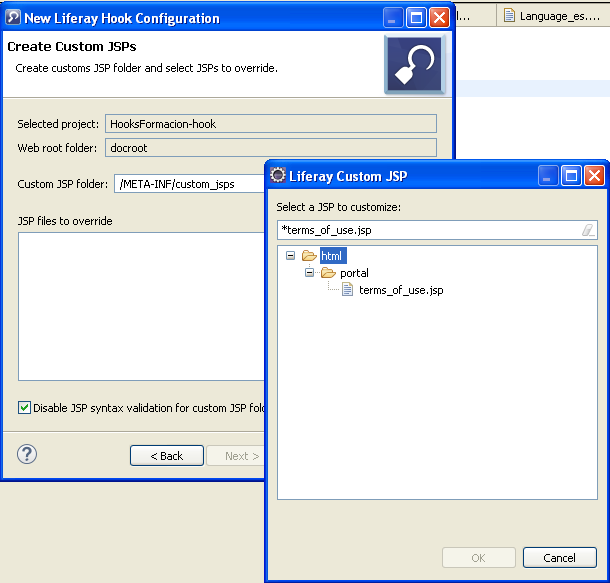 New Liferay Hook Configuration
l...
Language_es....
Create Custom JSPs
Create customs JSP folder and select JSPs to override.
Selected project: HooksFormacion-hook
Web root folder: docroot
Custom JSP folder: /META-INF/custom_jsps
JSP files to override
Disable JSP syntax validation for custom JSP fold
?
< Back
Next >
Liferay Custom JSP
Select a JSP to customize:
*terms_of_use.jsp
html
portal
terms_of_use.jsp
OK
Cancel